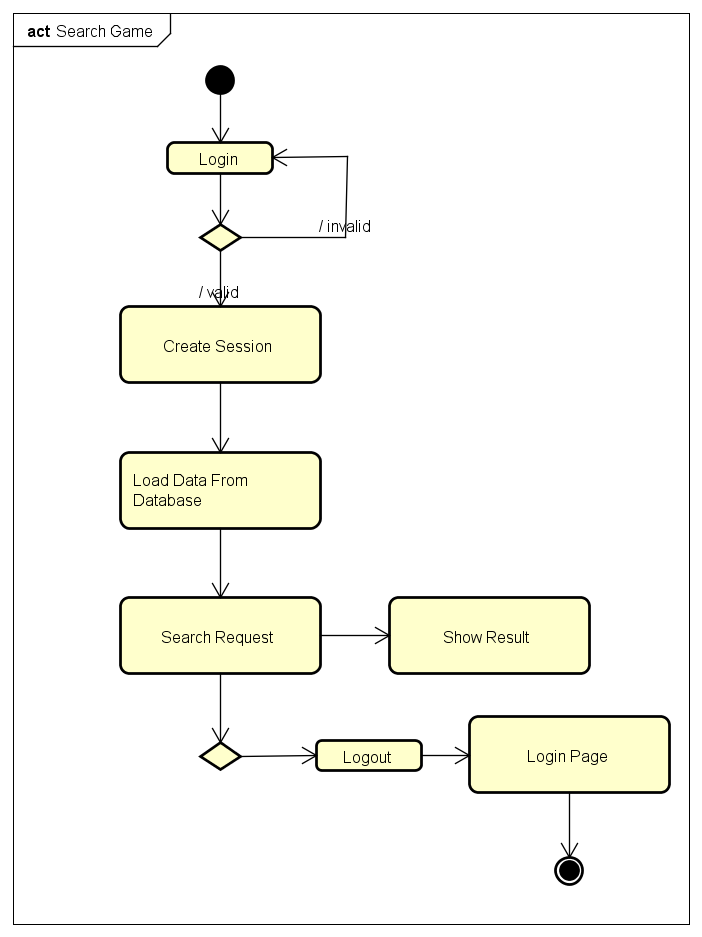 act Search Game
Login
/ invalid
/ valid
Create Session
Load Data From
Database
Search Request
Show Result
Logout
Login Page